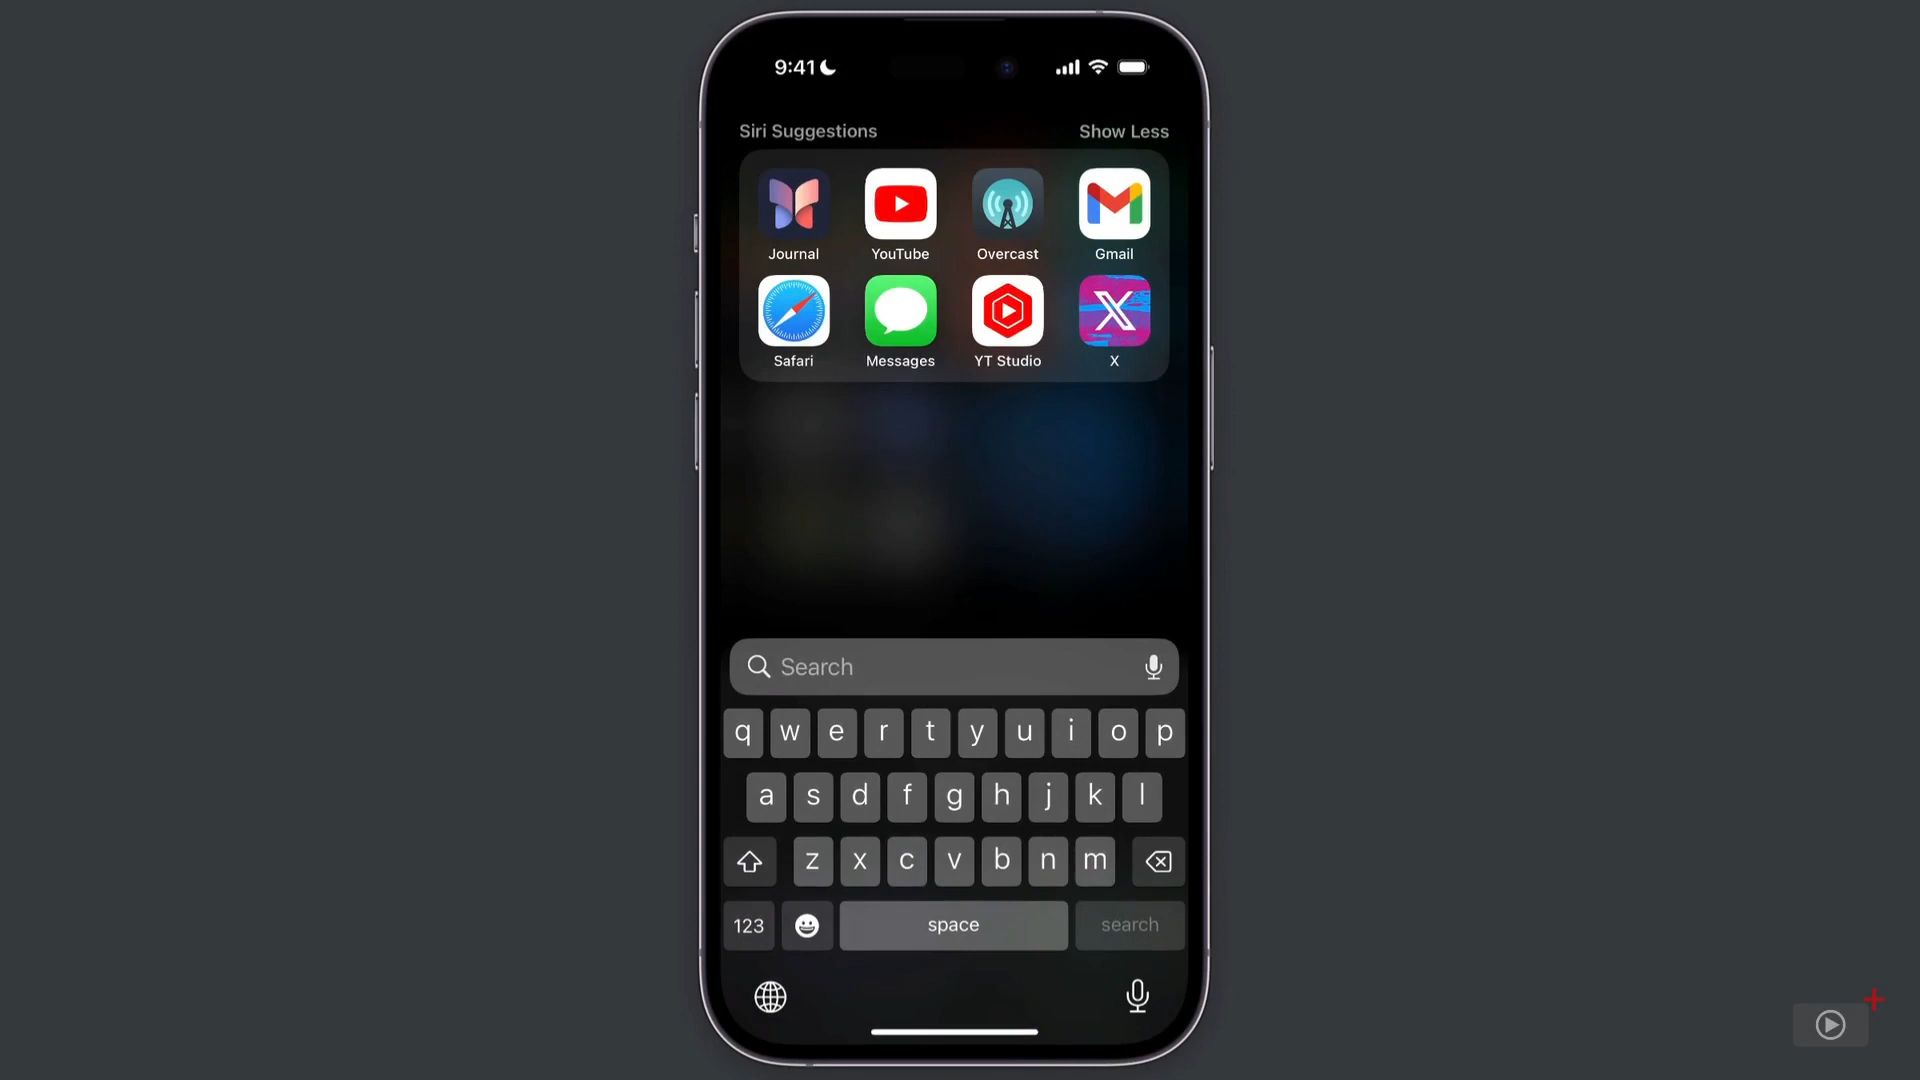 9:41
Siri Suggestions Show Less
Journal YouTube Overcast Gmail
Safari Messages YT Studio X
Search
q w e r t y u i o p
a s d f g h j k l
z x c v b n m
123 space search